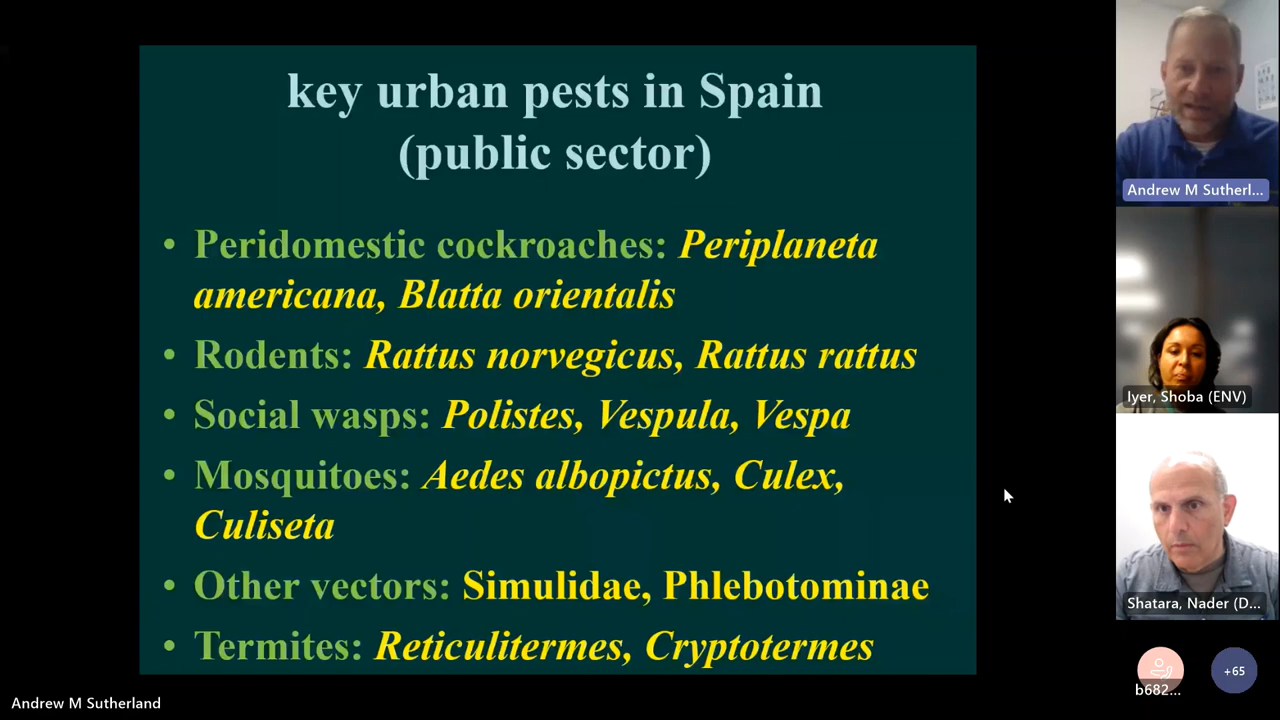 key urban pests in Spain
(public sector)
• Peridomestic cockroaches: Periplaneta
americana, Blatta orientalis
• Rodents: Rattus norvegicus, Rattus rattus
• Social wasps: Polistes, Vespula, Vespa
• Mosquitoes: Aedes albopictus, Culex,
Culiseta
• Other vectors: Simulidae, Phlebotominae
• Termites: Reticulitermes, Cryptotermes
Andrew M Sutherl...
Iyer, Shoba (ENV)
Shatara, Nader (D...
b682...
+65
Andrew M Sutherland